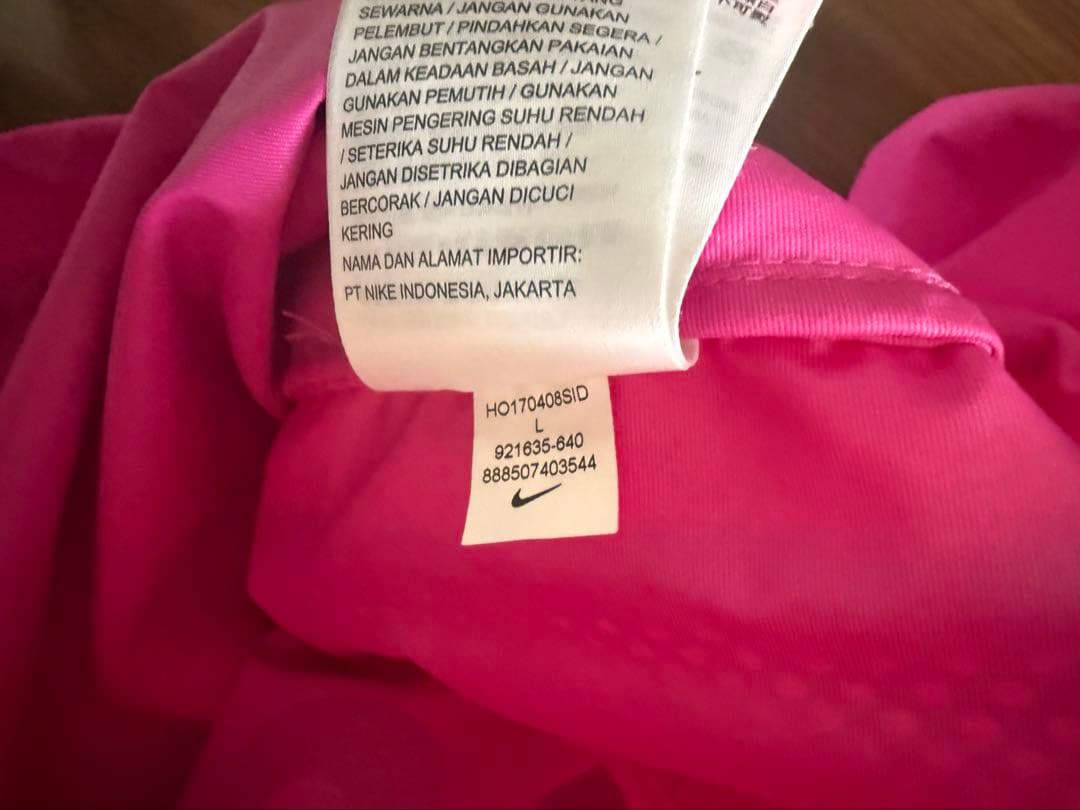 SEWARNA / JANGAN GUNAKAN
PELEMBUT / PINDAHKAN SEGERA /
JANGAN BENTANGKAN PAKAIAN
DALAM KEADAAN BASAH / JANGAN
GUNAKAN PEMUTIH / GUNAKAN
MESIN PENGERING SUHU RENDAH
/ SETERIKA SUHU RENDAH /
JANGAN DISETRIKA DIBAGIAN
BERCORAK / JANGAN DICUCI
KERING
NAMA DAN ALAMAT IMPORTIR:
PT NIKE INDONESIA, JAKARTA
HO170408SID
L
921635-640
888507403544